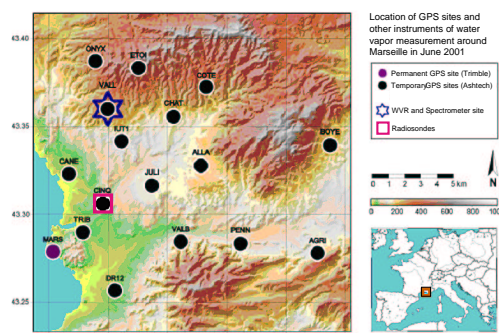 Location of GPS sites and
other instruments of water
vapor measurement around
Marseille in June 2001
Permanent GPS site (Trimble)
TemporaryGPS sites (Ashtech)
WVR and Spectrometer site
Radiosondes
N
0 1 2 3 4 5 km
0 200 400 600 800 100
43.40
43.35
43.30
43.25
ONYX
ETOI
COTE
VALL
CHAT
IUT1
BOYE
ALLA
CANE
JULI
CINQ
TRIB
MARS
VALB
PENN
AGRI
DR12